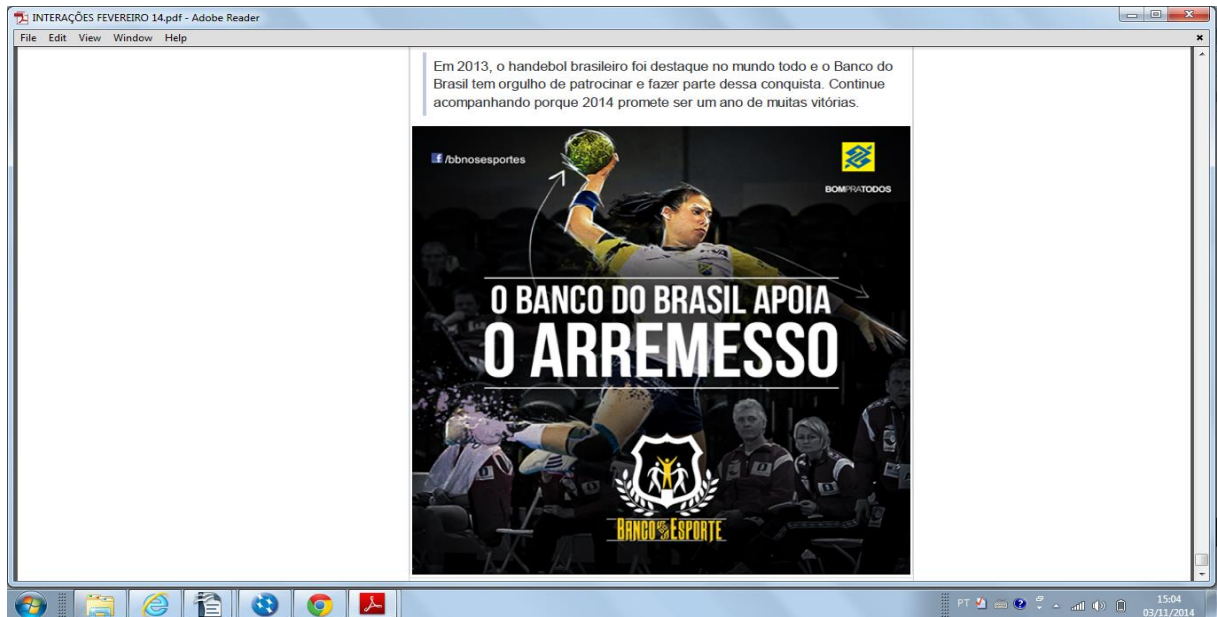 INTERAÇÕES FEVEREIRO 14.pdf - Adobe Reader
File Edit View Window Help
Em 2013, o handebol brasileiro foi destaque no mundo todo e o Banco do
Brasil tem orgulho de patrocinar e fazer parte dessa conquista. Continue
acompanhando porque 2014 promete ser um ano de muitas vitórias.
/bbnosesportes
BOMPRATODOS
O BANCO DO BRASIL APOIA
O ARREMESSO
BANCO ESPORTE
PT
15:04
03/11/2014